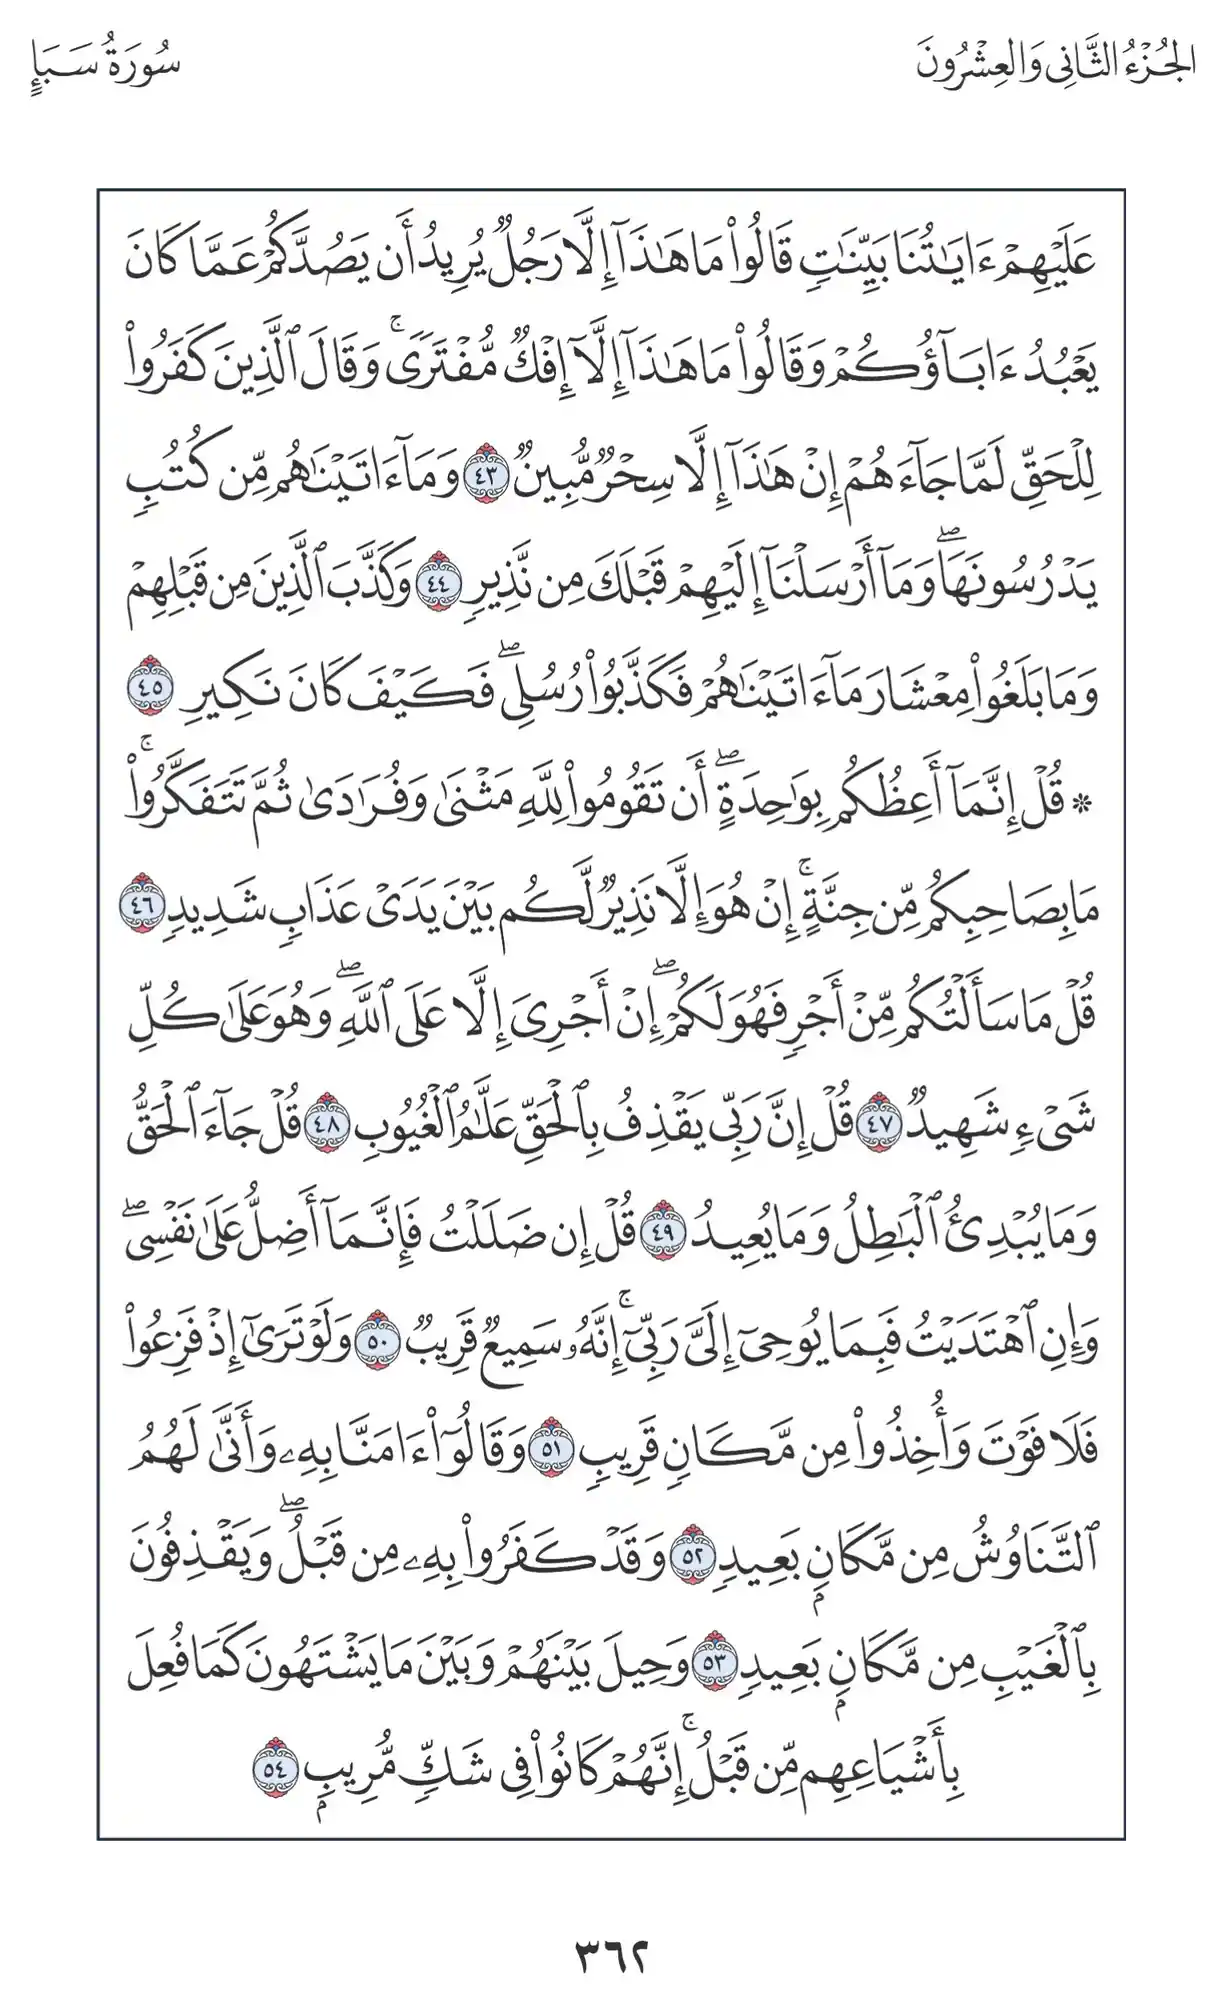 الجُزْءُ الثَّانِي وَالعِشْرُونَ
سُورَةُ سَبَإٍ
عَلَيۡهِمۡ ءَايَٰتُنَا بَيِّنَٰتٖ قَالُواْ مَا هَٰذَآ إِلَّا رَجُلٞ يُرِيدُ أَن يَصُدَّكُمۡ عَمَّا كَانَ
يَعۡبُدُ ءَابَآؤُكُمۡ وَقَالُواْ مَا هَٰذَآ إِلَّآ إِفۡكٞ مُّفۡتَرٗىۚ وَقَالَ ٱلَّذِينَ كَفَرُواْ
لِلۡحَقِّ لَمَّا جَآءَهُمۡ إِنۡ هَٰذَآ إِلَّا سِحۡرٞ مُّبِينٞ ٤٣ وَمَآ ءَاتَيۡنَٰهُم مِّن كُتُبٖ
يَدۡرُسُونَهَاۖ وَمَآ أَرۡسَلۡنَآ إِلَيۡهِمۡ قَبۡلَكَ مِن نَّذِيرٖ ٤٤ وَكَذَّبَ ٱلَّذِينَ مِن قَبۡلِهِمۡ
وَمَا بَلَغُواْ مِعۡشَارَ مَآ ءَاتَيۡنَٰهُمۡ فَكَذَّبُواْ رُسُلِيۖ فَكَيۡفَ كَانَ نَكِيرِ ٤٥
* قُلۡ إِنَّمَآ أَعِظُكُم بِوَٰحِدَةٍۖ أَن تَقُومُواْ لِلَّهِ مَثۡنَىٰ وَفُرَٰدَىٰ ثُمَّ تَتَفَكَّرُواْۚ
مَا بِصَاحِبِكُم مِّن جِنَّةٍۚ إِنۡ هُوَ إِلَّا نَذِيرٞ لَّكُم بَيۡنَ يَدَيۡ عَذَابٖ شَدِيدٖ ٤٦
قُلۡ مَا سَأَلۡتُكُم مِّنۡ أَجۡرٖ فَهُوَ لَكُمۡۖ إِنۡ أَجۡرِيَ إِلَّا عَلَى ٱللَّهِۖ وَهُوَ عَلَىٰ كُلِّ
شَيۡءٖ شَهِيدٞ ٤٧ قُلۡ إِنَّ رَبِّي يَقۡذِفُ بِٱلۡحَقِّ عَلَّٰمُ ٱلۡغُيُوبِ ٤٨ قُلۡ جَآءَ ٱلۡحَقُّ
وَمَا يُبۡدِئُ ٱلۡبَٰطِلُ وَمَا يُعِيدُ ٤٩ قُلۡ إِن ضَلَلۡتُ فَإِنَّمَآ أَضِلُّ عَلَىٰ نَفۡسِيۖ
وَإِنِ ٱهۡتَدَيۡتُ فَبِمَا يُوحِيٓ إِلَيَّ رَبِّيٓۚ إِنَّهُۥ سَمِيعٞ قَرِيبٞ ٥٠ وَلَوۡ تَرَىٰٓ إِذۡ فَزِعُواْ
فَلَا فَوۡتَ وَأُخِذُواْ مِن مَّكَانٖ قَرِيبٖ ٥١ وَقَالُوٓاْ ءَامَنَّا بِهِۦ وَأَنَّىٰ لَهُمُ
ٱلتَّنَاوُشُ مِن مَّكَانِۭ بَعِيدٖ ٥٢ وَقَدۡ كَفَرُواْ بِهِۦ مِن قَبۡلُۖ وَيَقۡذِفُونَ
بِٱلۡغَيۡبِ مِن مَّكَانِۭ بَعِيدٖ ٥٣ وَحِيلَ بَيۡنَهُمۡ وَبَيۡنَ مَا يَشۡتَهُونَ كَمَا فُعِلَ
بِأَشۡيَاعِهِم مِّن قَبۡلُۚ إِنَّهُمۡ كَانُواْ فِي شَكّٖ مُّرِيبِۭ ٥٤
٣٦٢